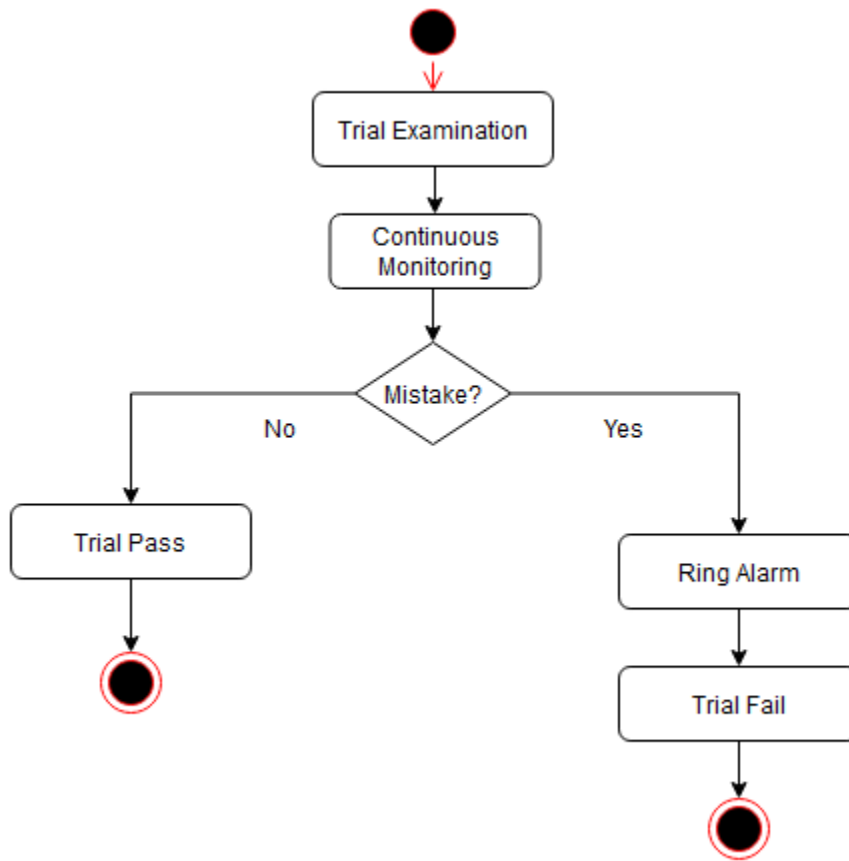 Trial Examination
Continuous
Monitoring
Mistake?
No
Yes
Trial Pass
Ring Alarm
Trial Fail